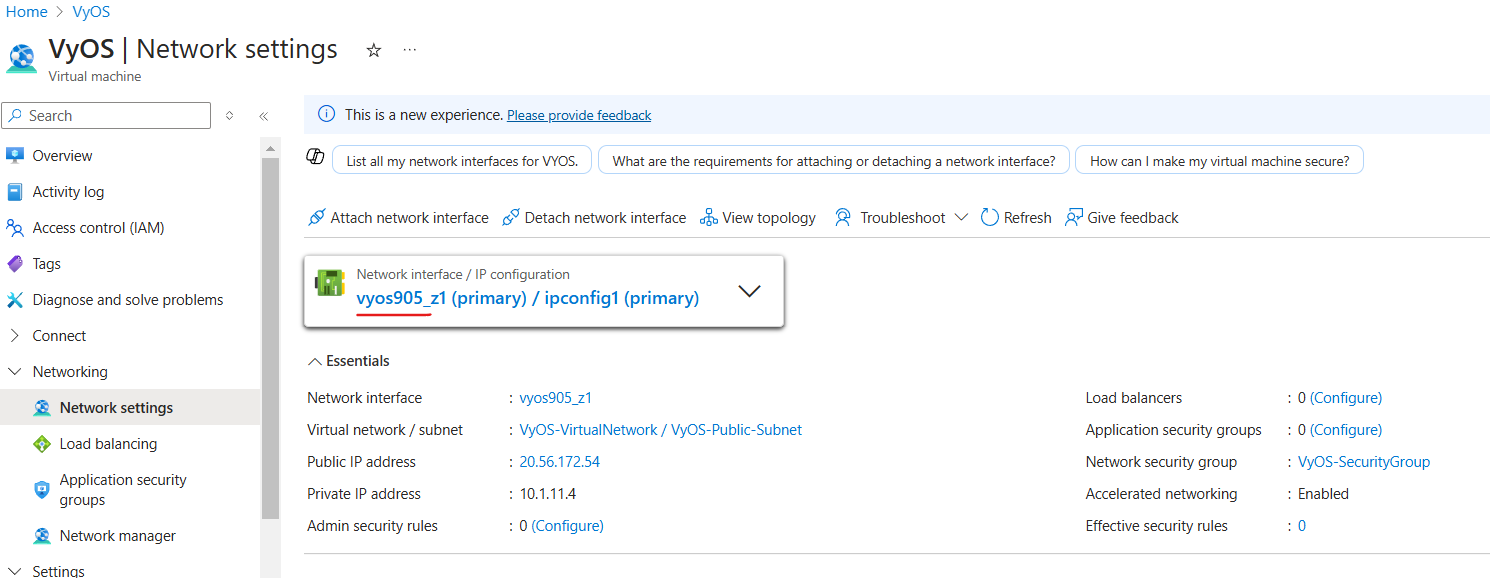 Home > VyOS
VyOS | Network settings
Virtual machine
Search
Overview
Activity log
Access control (IAM)
Tags
Diagnose and solve problems
Connect
Networking
Network settings
Load balancing
Application security
groups
Network manager
Settings
This is a new experience. Please provide feedback
List all my network interfaces for VYOS. What are the requirements for attaching or detaching a network interface? How can I make my virtual machine secure?
Attach network interface Detach network interface View topology Troubleshoot Refresh Give feedback
Network interface / IP configuration
vyos905_z1 (primary) / ipconfig1 (primary)
Essentials
Network interface : vyos905_z1
Virtual network / subnet : VyOS-VirtualNetwork / VyOS-Public-Subnet
Public IP address : 20.56.172.54
Private IP address : 10.1.11.4
Admin security rules : 0 (Configure)
Load balancers : 0 (Configure)
Application security groups : 0 (Configure)
Network security group : VyOS-SecurityGroup
Accelerated networking : Enabled
Effective security rules : 0